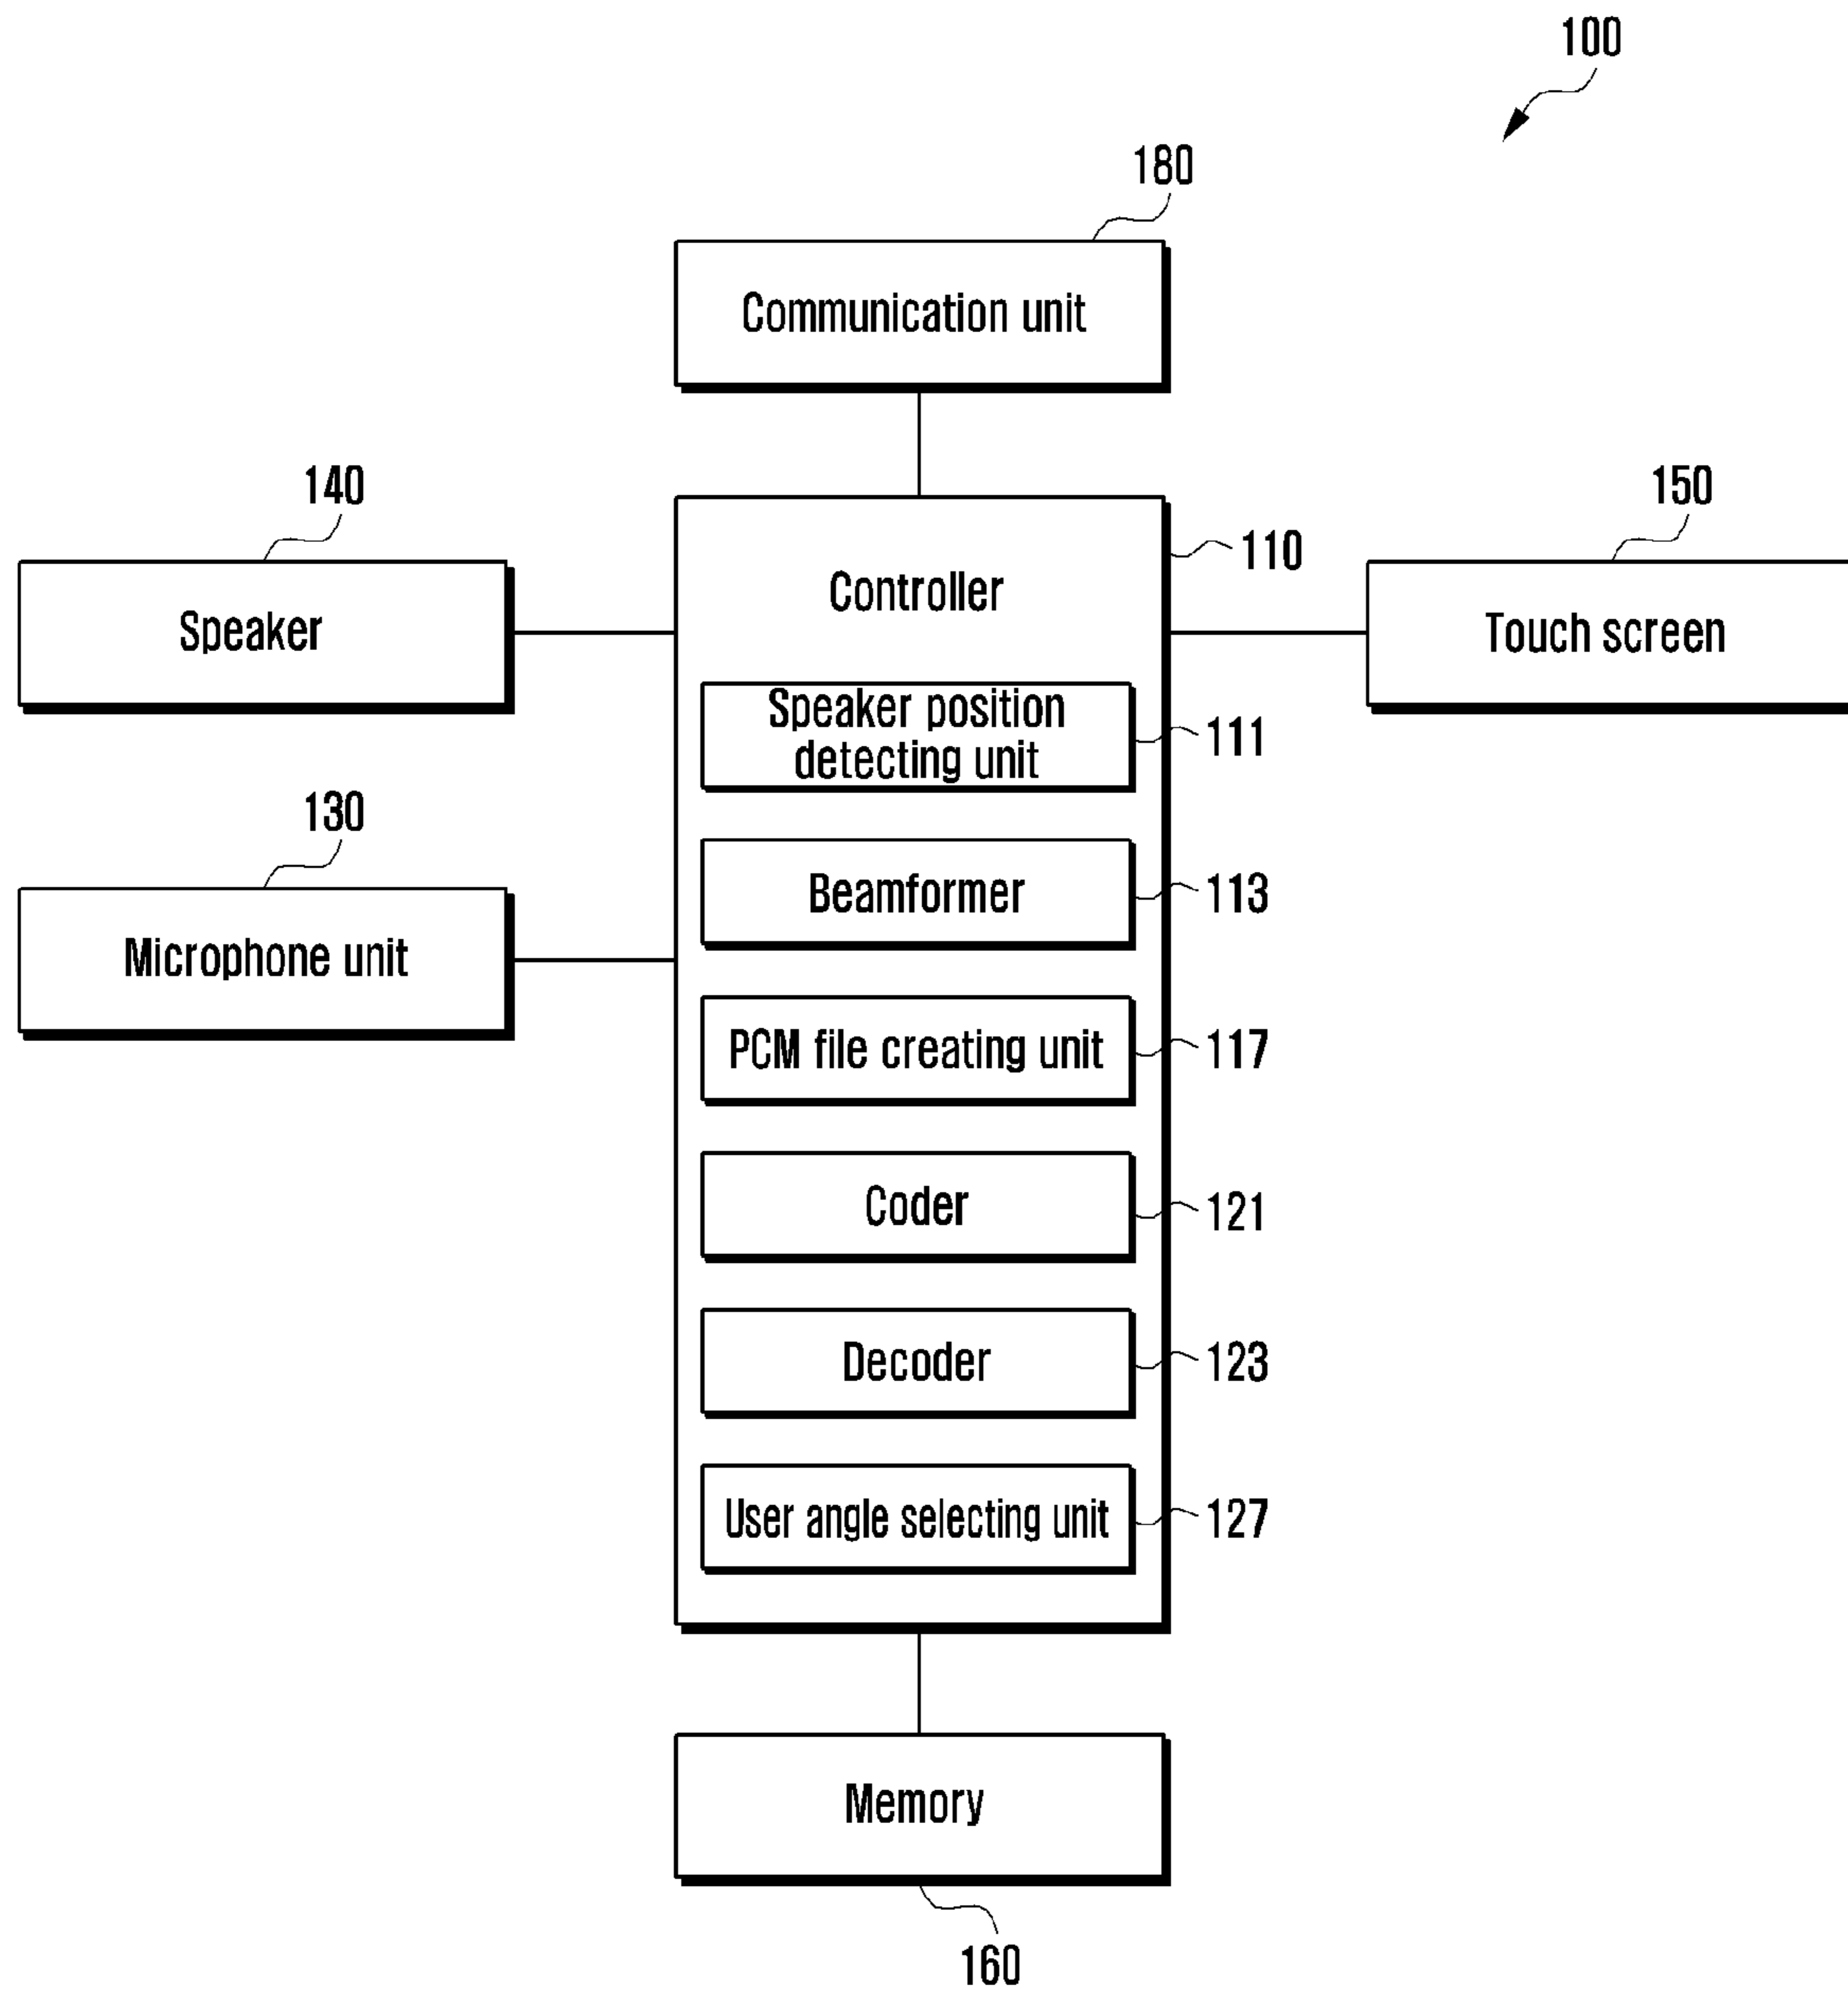 100
180
Communication unit
140
150
110
Controller
Speaker
Touch screen
Speaker position
detecting unit
111
130
Beamformer
113
Microphone unit
PCM file creating unit
117
Coder
121
Decoder
123
User angle selecting unit
127
Memory
160